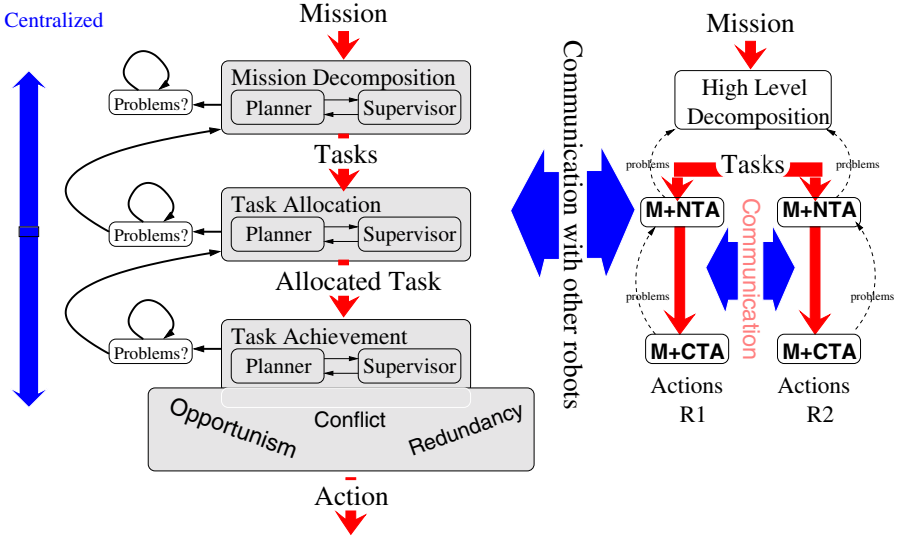 Centralized
Mission
Mission Decomposition
Planner
Supervisor
Problems?
Tasks
Task Allocation
Planner
Supervisor
Problems?
Allocated Task
Task Achievement
Planner
Supervisor
Problems?
Opportunism
Conflict
Redundancy
Action
Communication with other robots
Mission
High Level
Decomposition
problems
Tasks
problems
M+NTA
M+NTA
Communication
problems
problems
M+CTA
M+CTA
Actions
R1
Actions
R2